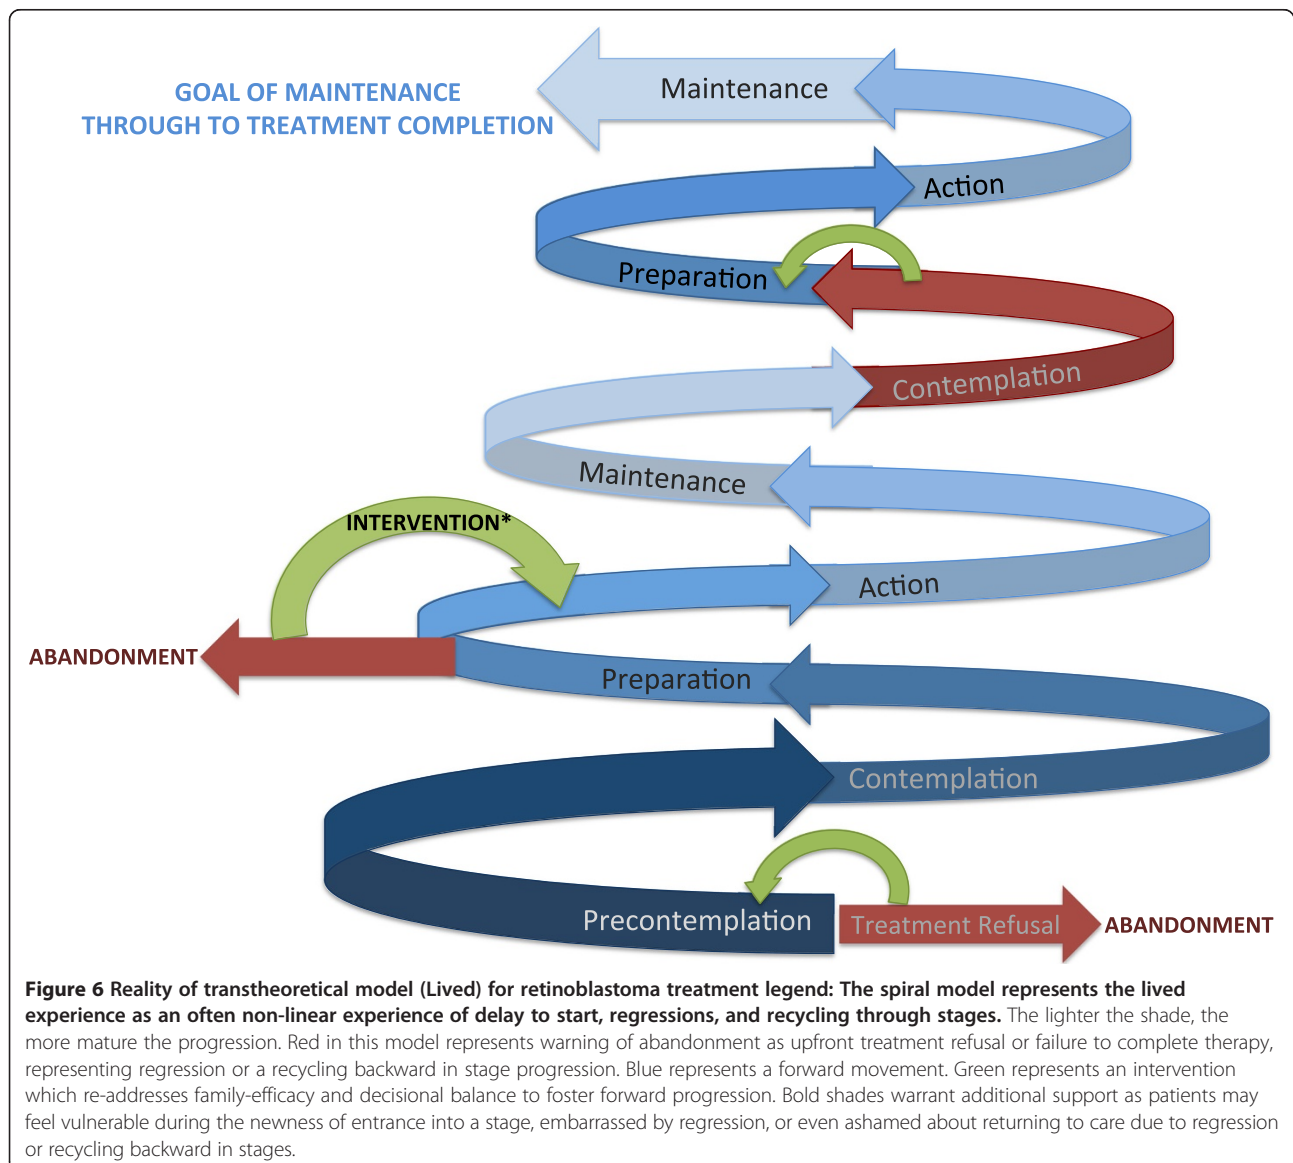 GOAL OF MAINTENANCE
THROUGH TO TREATMENT COMPLETION
Maintenance
Action
Preparation
Contemplation
Maintenance
INTERVENTION*
Action
ABANDONMENT
Preparation
Contemplation
Precontemplation
Treatment Refusal
ABANDONMENT
Figure 6 Reality of transtheoretical model (Lived) for retinoblastoma treatment legend: The spiral model represents the lived
experience as an often non-linear experience of delay to start, regressions, and recycling through stages. The lighter the shade, the
more mature the progression. Red in this model represents warning of abandonment as upfront treatment refusal or failure to complete therapy,
representing regression or a recycling backward in stage progression. Blue represents a forward movement. Green represents an intervention
which re-addresses family-efficacy and decisional balance to foster forward progression. Bold shades warrant additional support as patients may
feel vulnerable during the newness of entrance into a stage, embarrassed by regression, or even ashamed about returning to care due to regression
or recycling backward in stages.